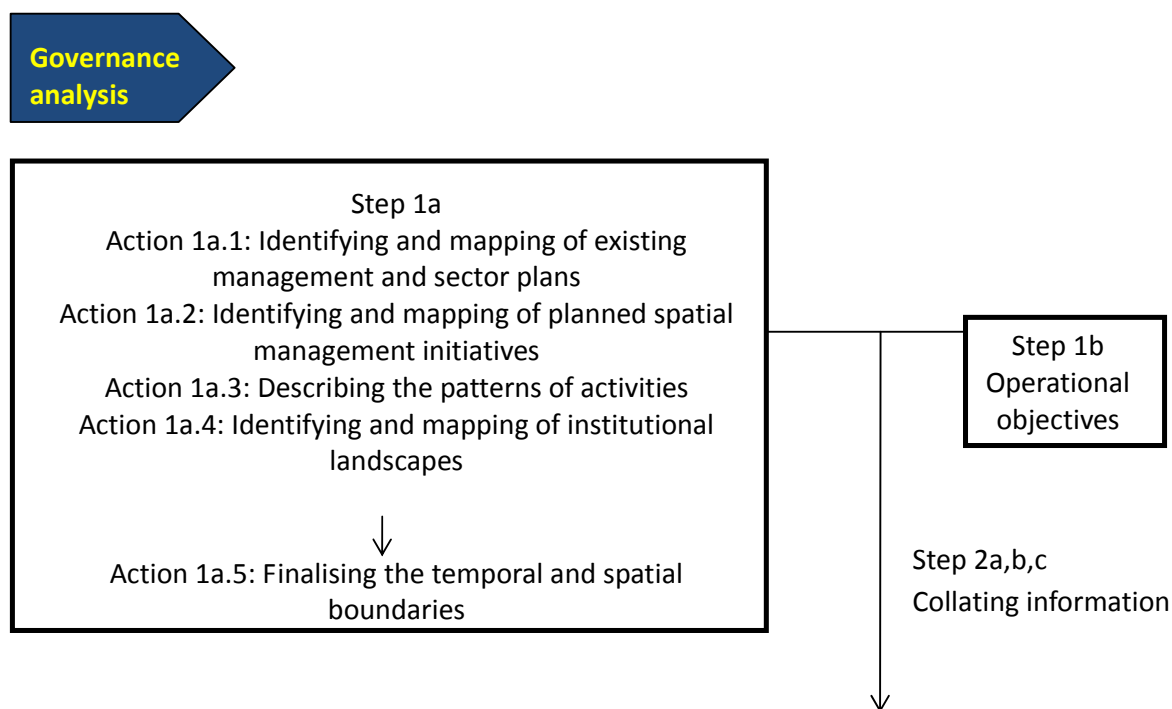 Governance
analysis
Step 1a
Action 1a.1: Identifying and mapping of existing
management and sector plans
Action 1a.2: Identifying and mapping of planned spatial
management initiatives
Action 1a.3: Describing the patterns of activities
Action 1a.4: Identifying and mapping of institutional
landscapes
Action 1a.5: Finalising the temporal and spatial
boundaries
Step 1b
Operational
objectives
Step 2a,b,c
Collating information